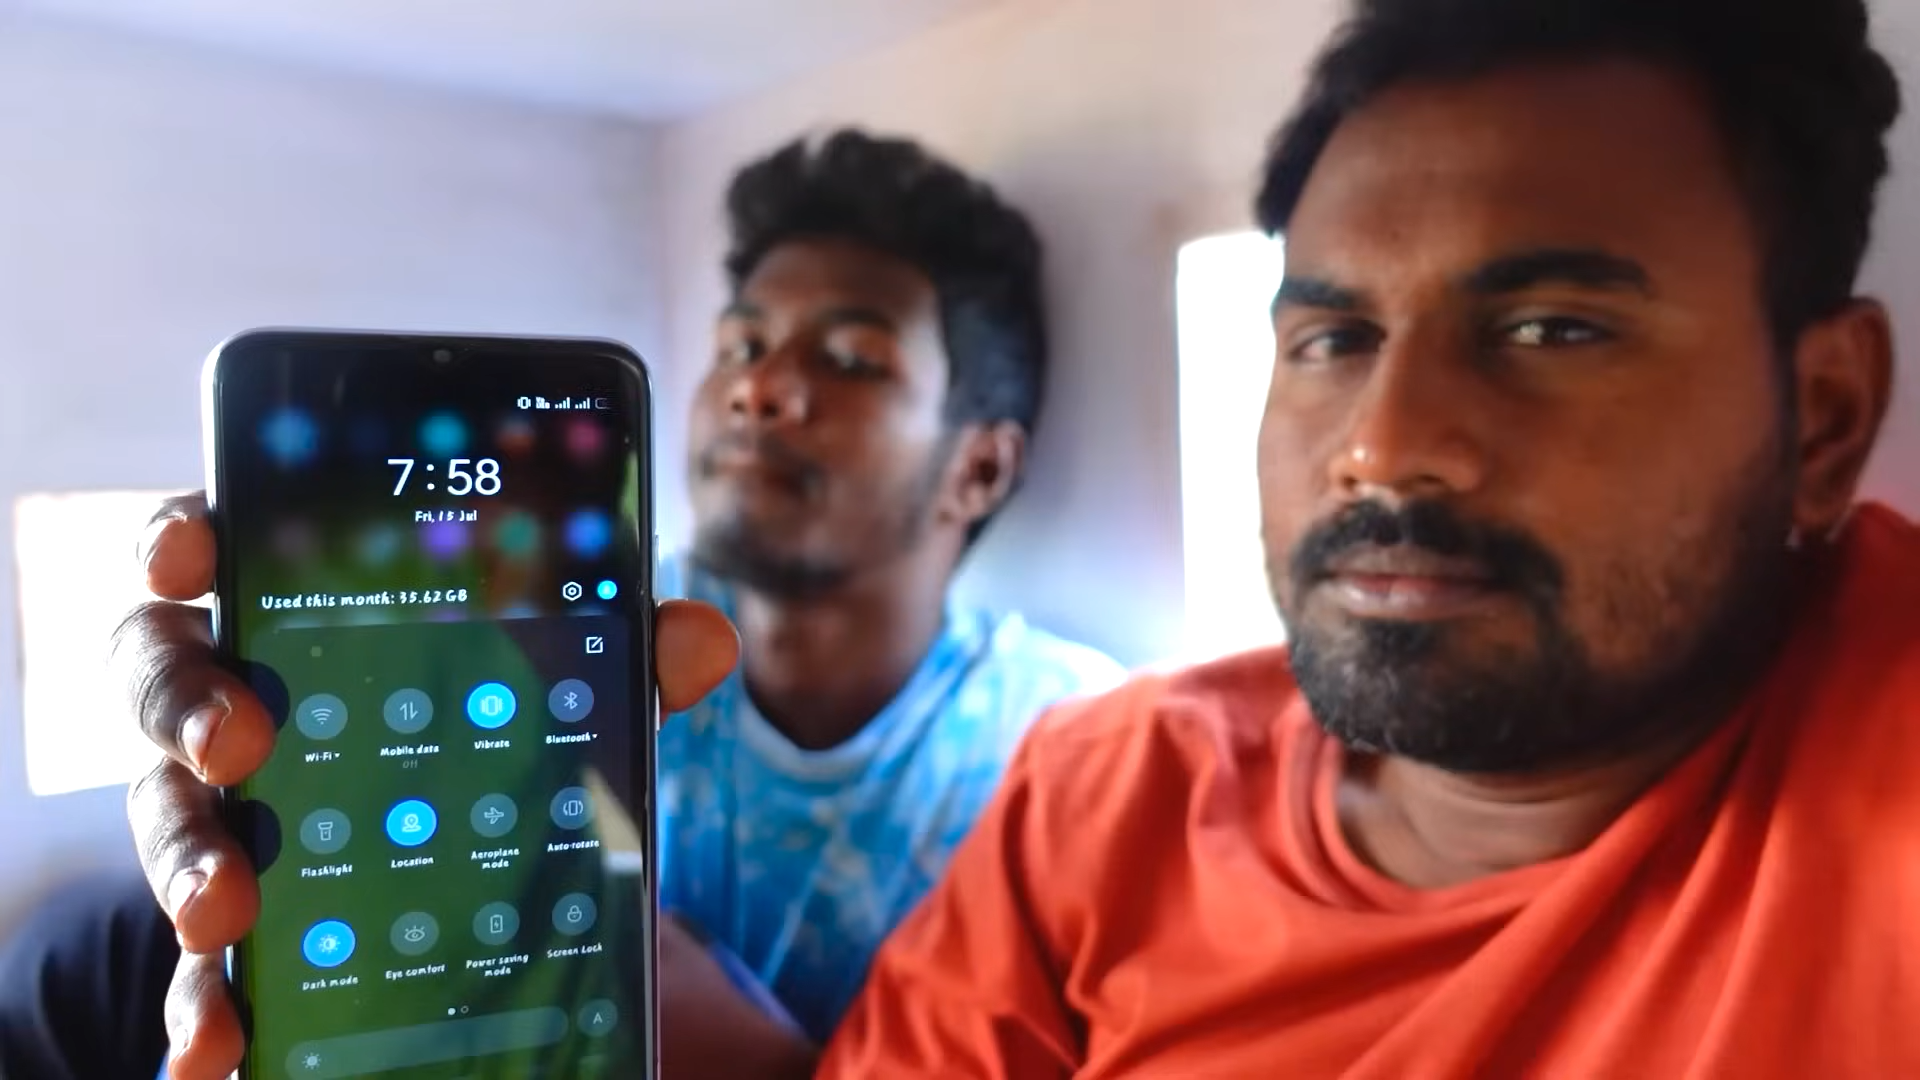 7:58
Fri, 15 Jul
Used this month: 35.62 GB
Wi-Fi
Mobile data
Off
Vibrate
Bluetooth
Flashlight
Location
Aeroplane mode
Auto-rotate
Dark mode
Eye comfort
Power saving mode
Screen Lock
A